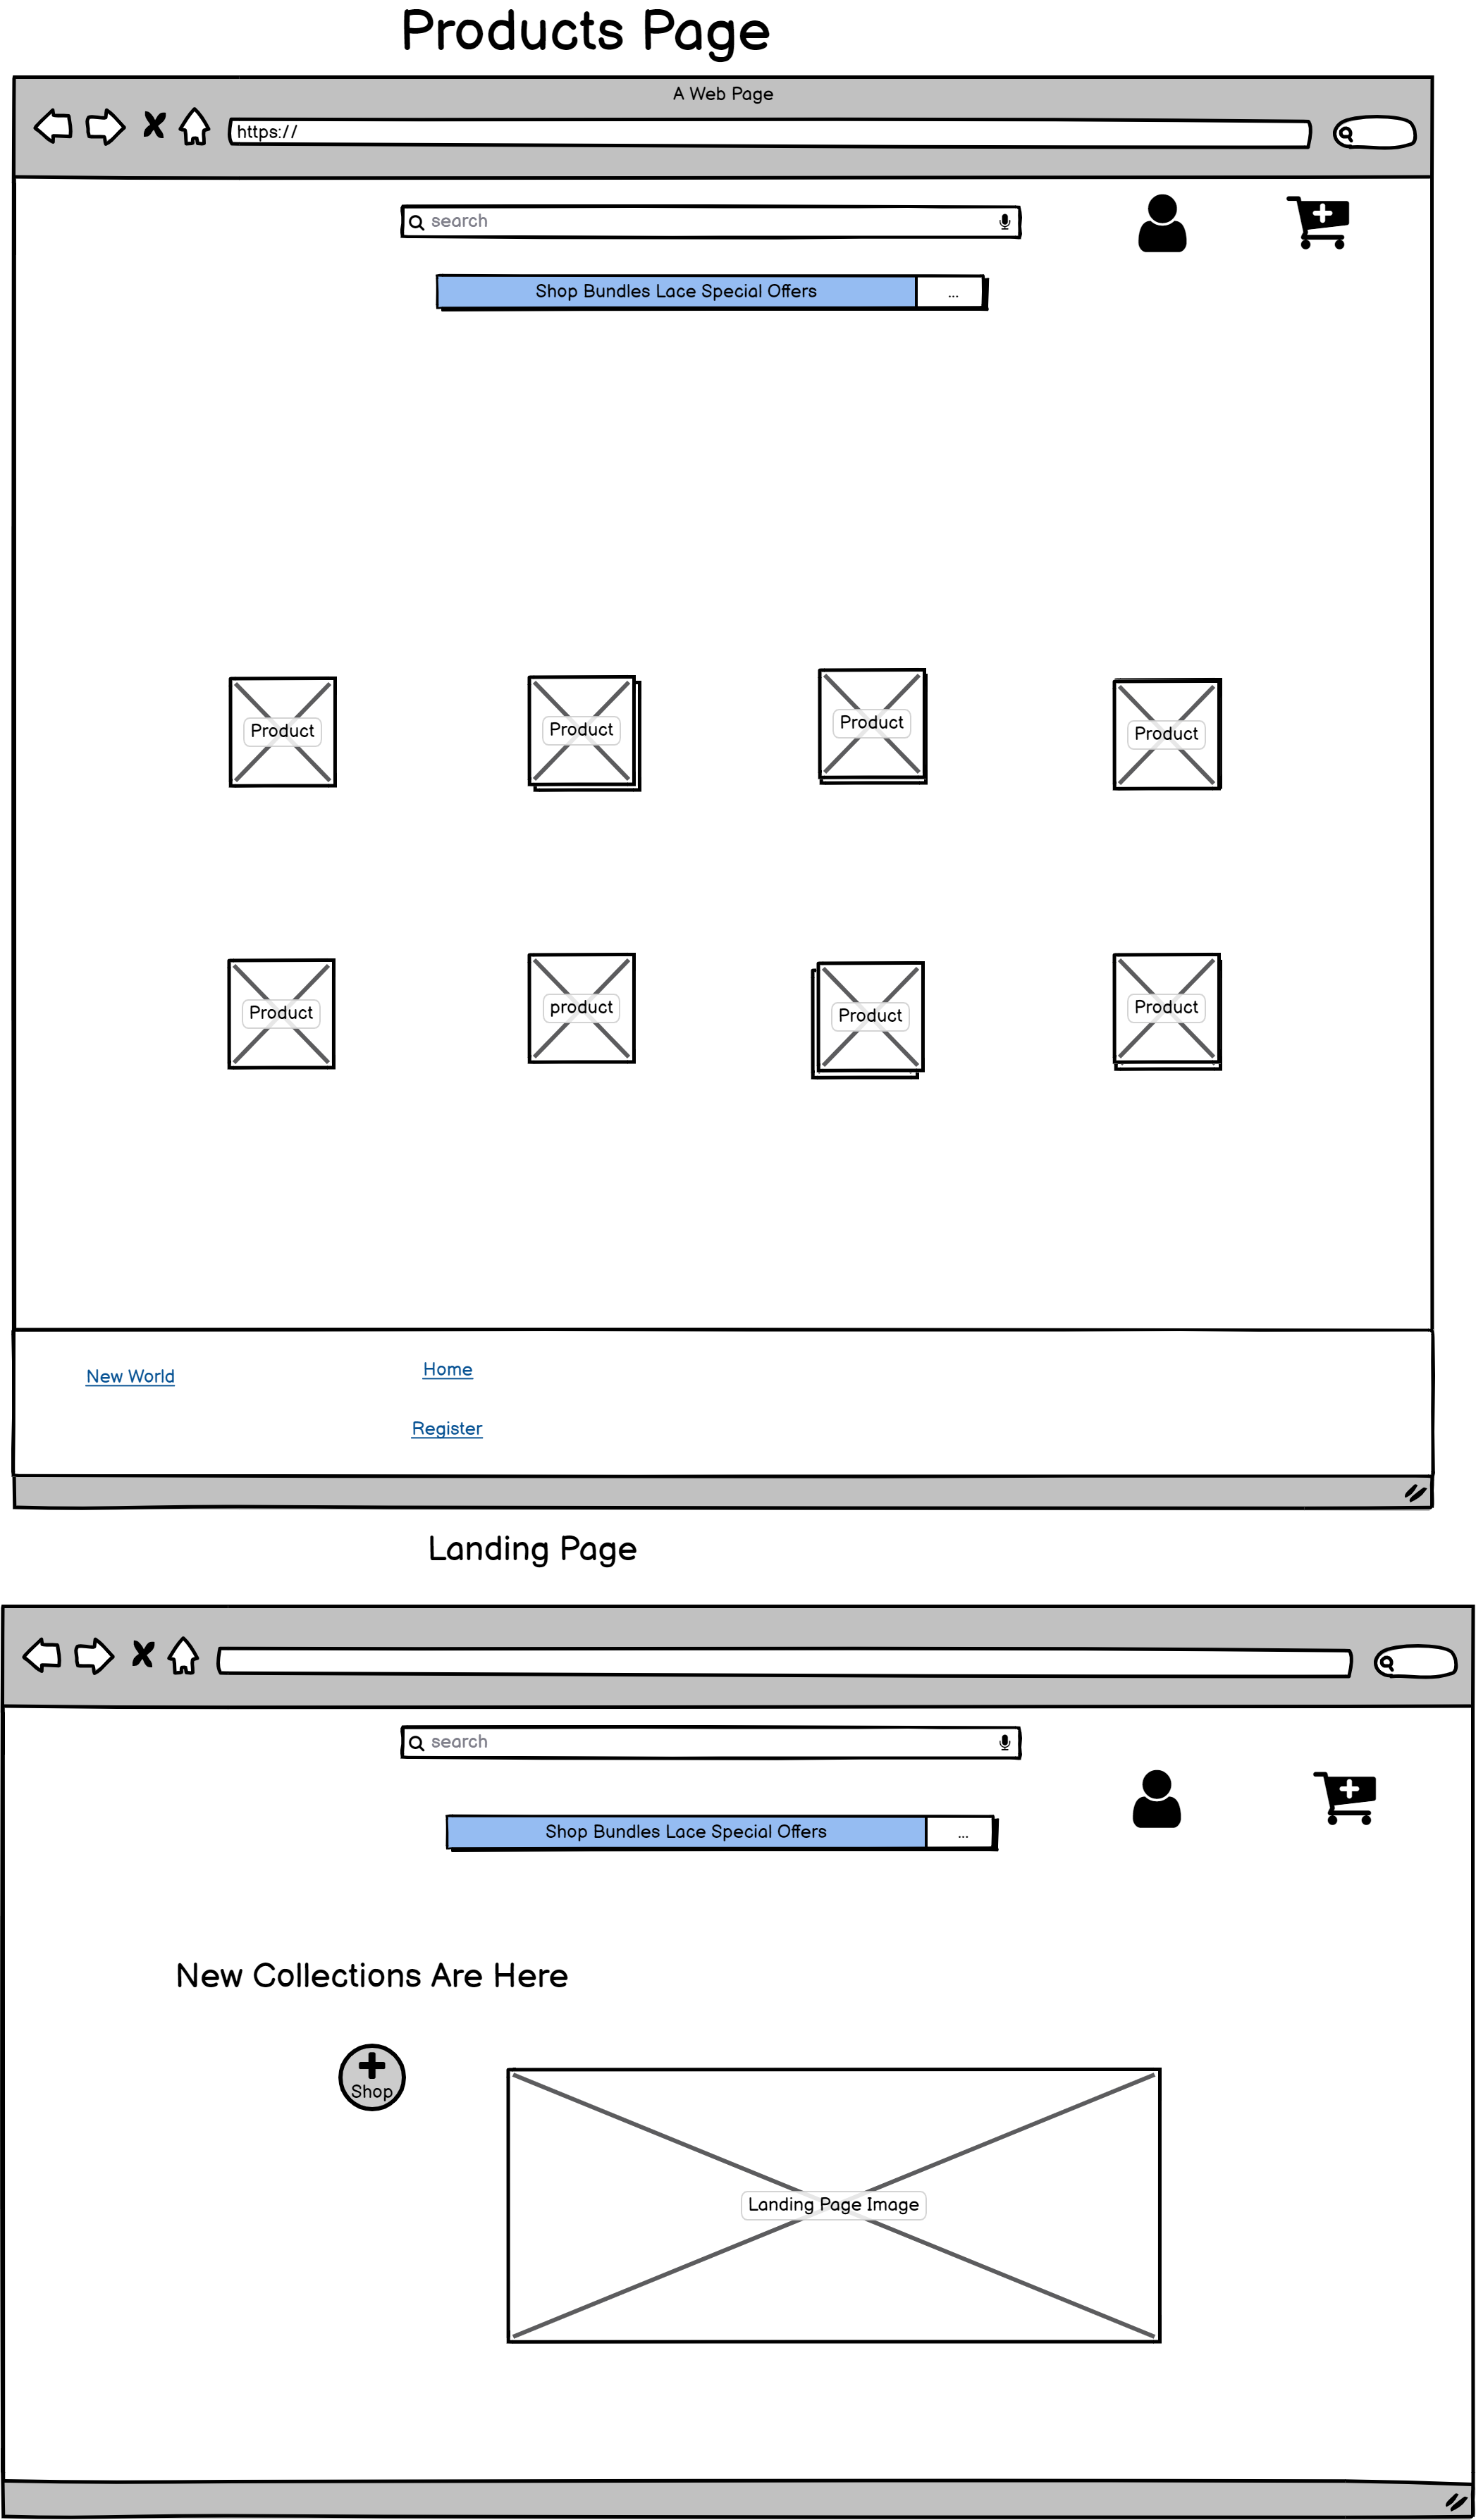 Products Page
A Web Page
https://
search
Shop Bundles Lace Special Offers
...
Product
Product
Product
Product
Product
product
Product
Product
New World
Home
Register
Landing Page
search
Shop Bundles Lace Special Offers
...
New Collections Are Here
Shop
Landing Page Image